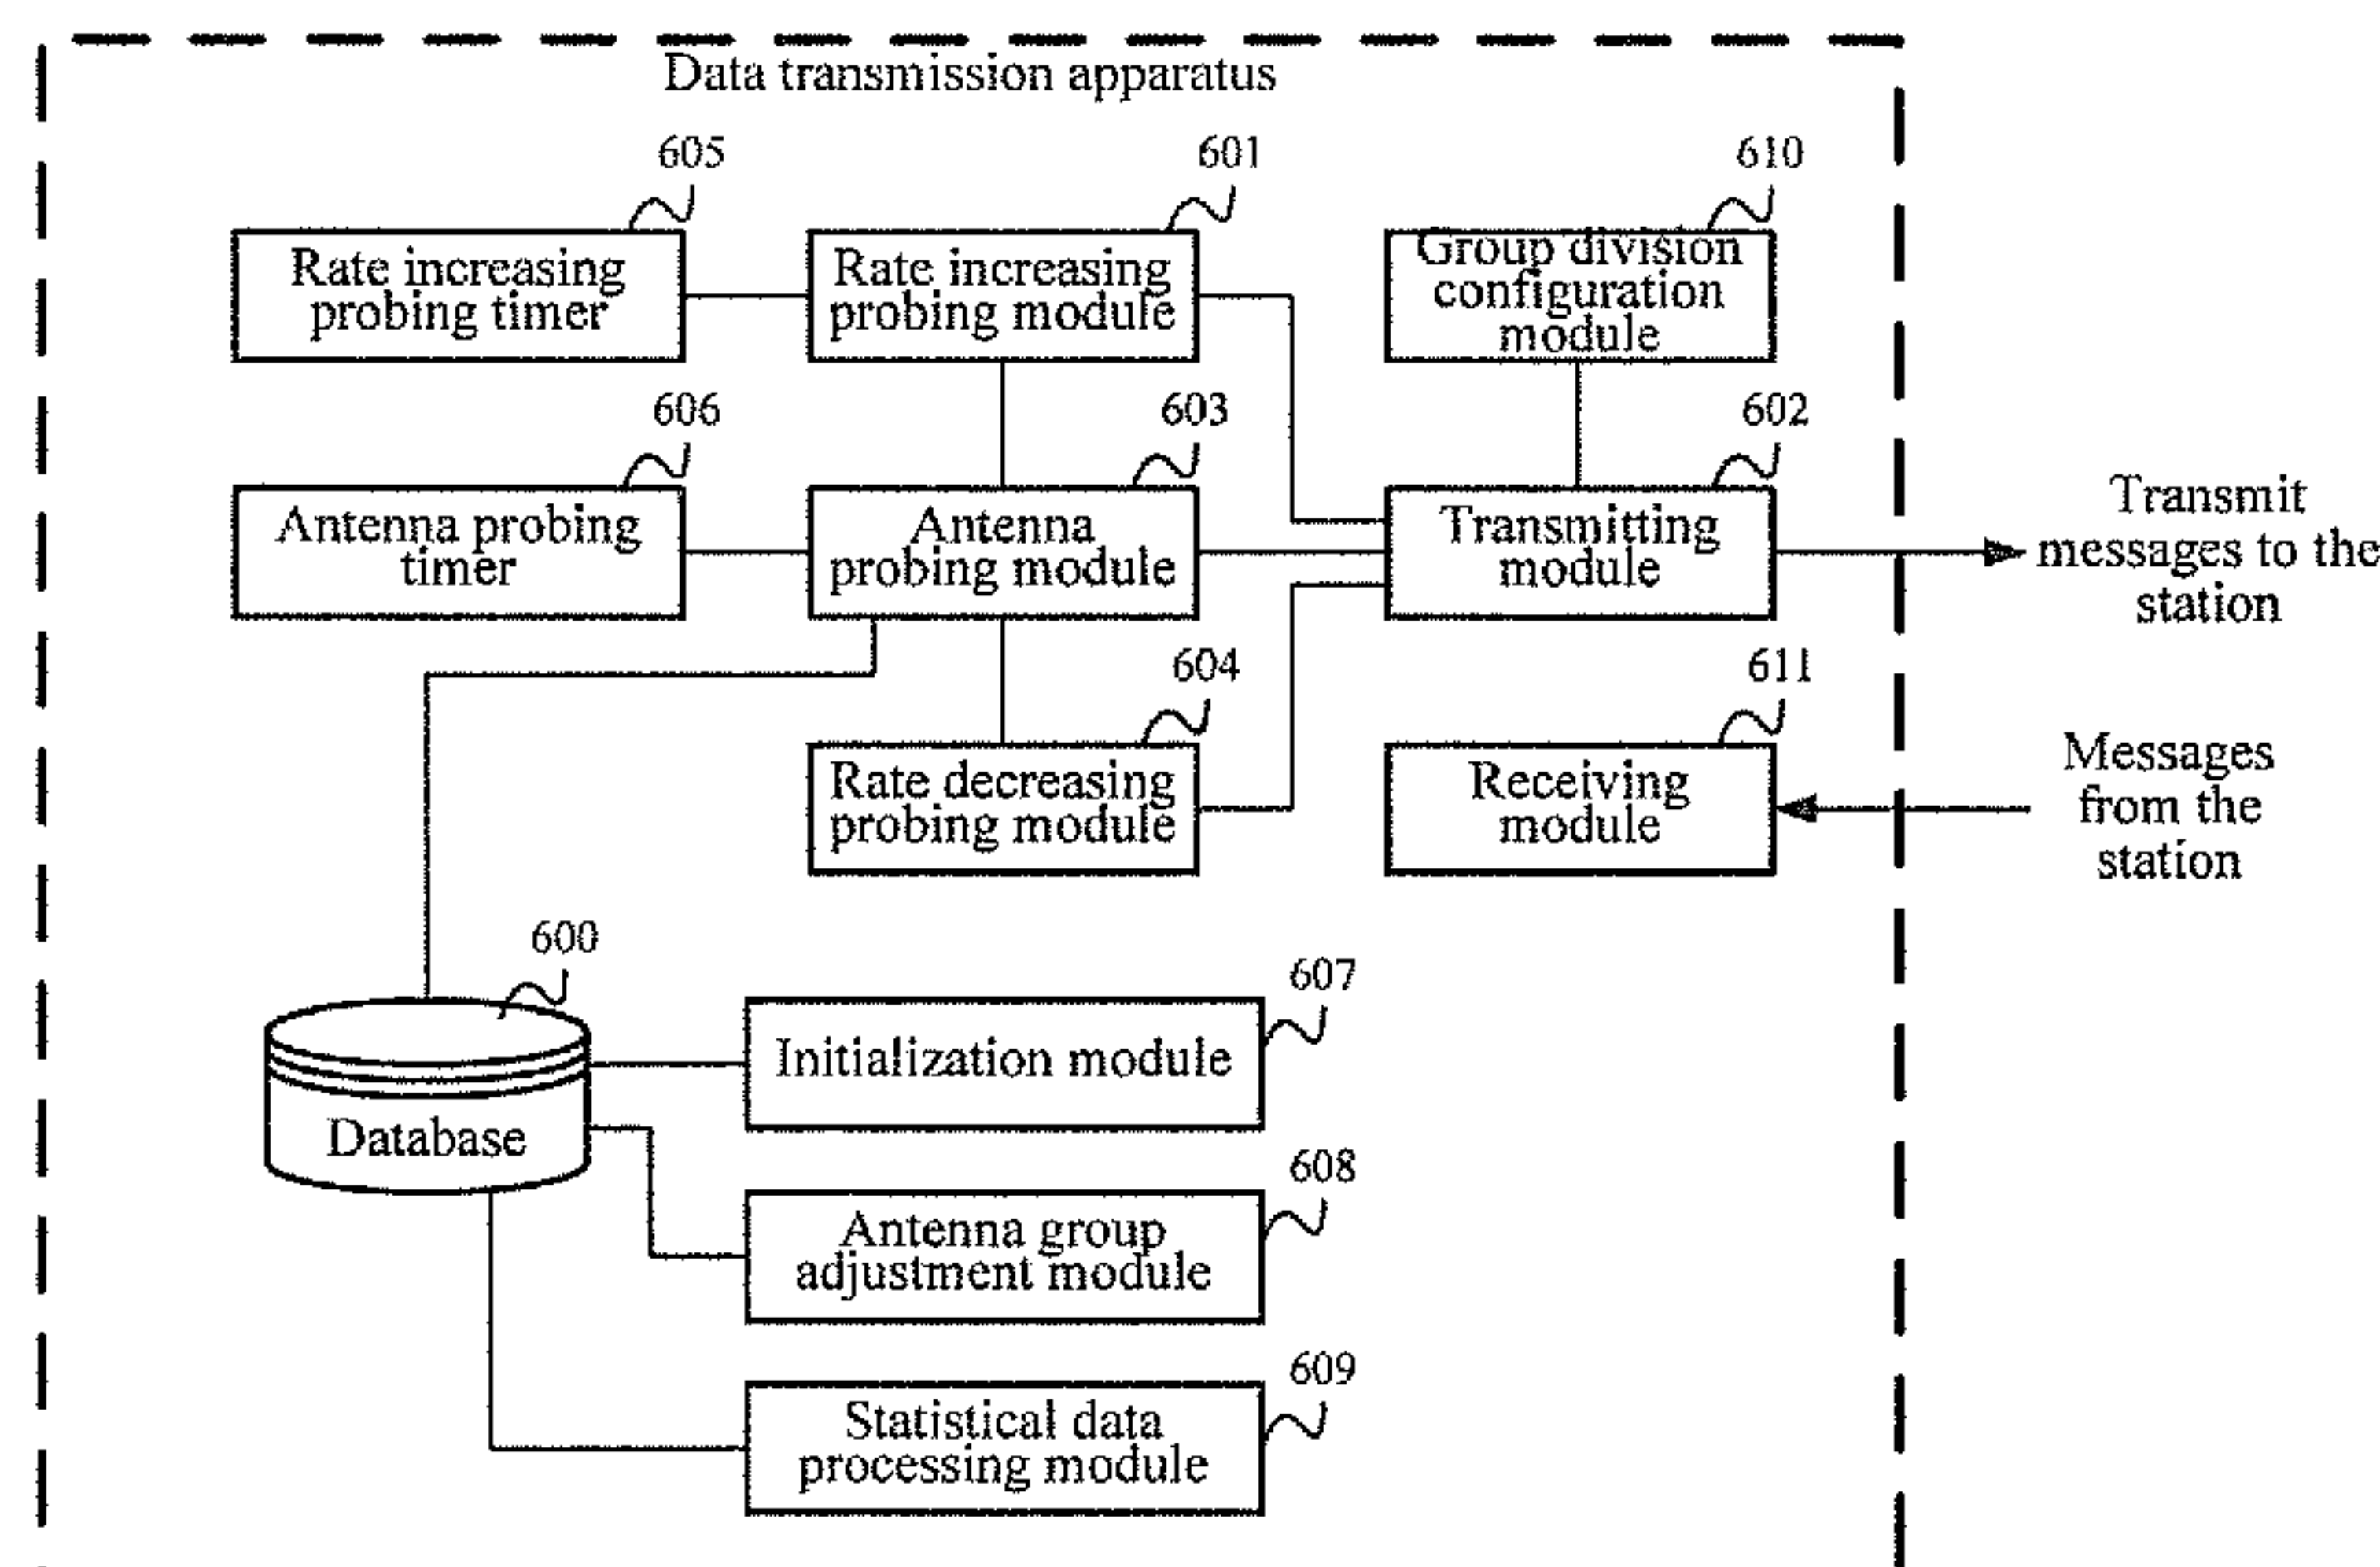 Data transmission apparatus
605
601
610
Rate increasing
probing timer
Rate increasing
probing module
Group division
configuration
module
606
603
602
Antenna probing
timer
Antenna
probing module
Transmitting
module
Transmit
messages to the
station
604
611
Rate decreasing
probing module
Receiving
module
Messages
from the
station
600
607
Database
Initialization module
608
Antenna group
adjustment module
609
Statistical data
processing module